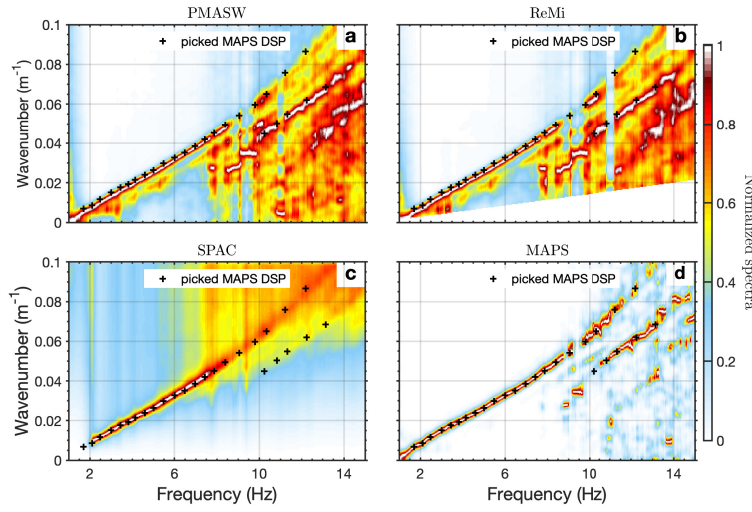 PMASW
ReMi
0.1
0.08
0.06
0.04
0.02
0
Wavenumber (m⁻¹)
+ picked MAPS DSP
a
+ picked MAPS DSP
b
SPAC
MAPS
0.1
0.08
0.06
0.04
0.02
0
Wavenumber (m⁻¹)
+ picked MAPS DSP
c
+ picked MAPS DSP
d
2 6 10 14
2 6 10 14
Frequency (Hz)
Frequency (Hz)
1
0.8
0.6
0.4
0.2
0
Normalized spectra